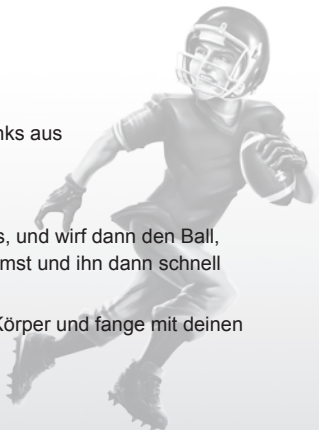 nks aus
s, und wirf dann den Ball,
mst und ihn dann schnell
Körper und fange mit deinen